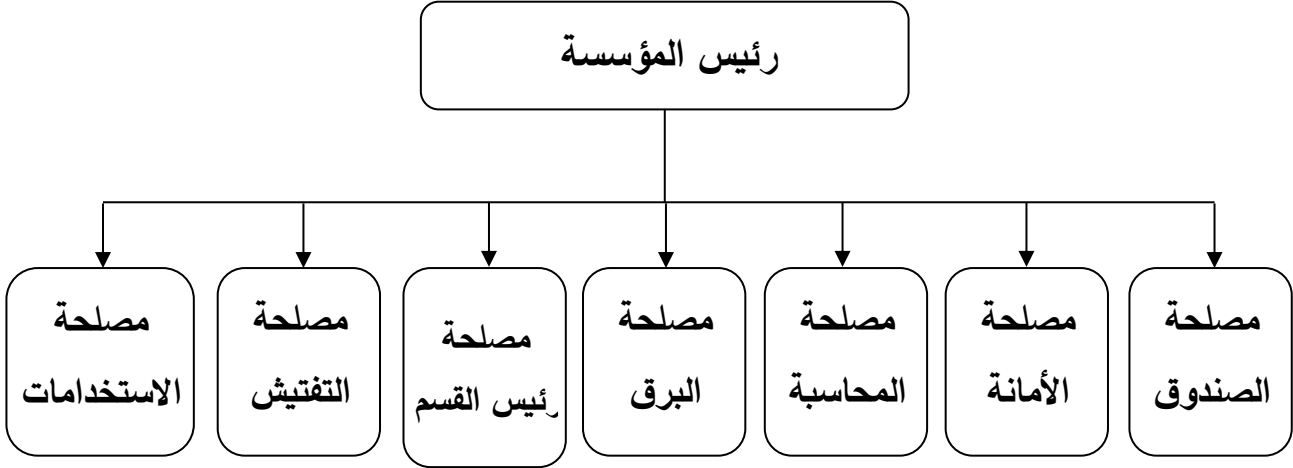 رئيس المؤسسة
مصلحة
الصندوق
مصلحة
الأمانة
مصلحة
المحاسبة
مصلحة
البرق
مصلحة
رئيس القسم
مصلحة
التفتيش
مصلحة
الاستخدامات